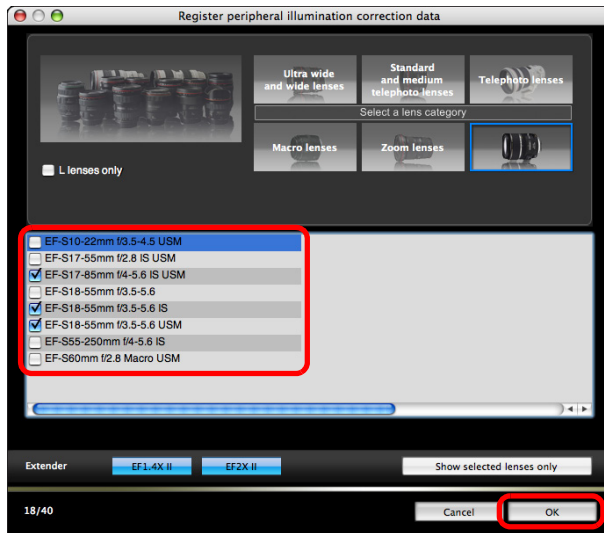 Register peripheral illumination correction data
Ultra wide
and wide lenses
Standard
and medium
telephoto lenses
Telephoto lenses
Select a lens category
Macro lenses
Zoom lenses
L lenses only
EF-S10-22mm f/3.5-4.5 USM
EF-S17-55mm f/2.8 IS USM
EF-S17-85mm f/4-5.6 IS USM
EF-S18-55mm f/3.5-5.6
EF-S18-55mm f/3.5-5.6 IS
EF-S18-55mm f/3.5-5.6 USM
EF-S55-250mm f/4-5.6 IS
EF-S60mm f/2.8 Macro USM
Extender
EF1.4X II
EF2X II
Show selected lenses only
18/40
Cancel
OK